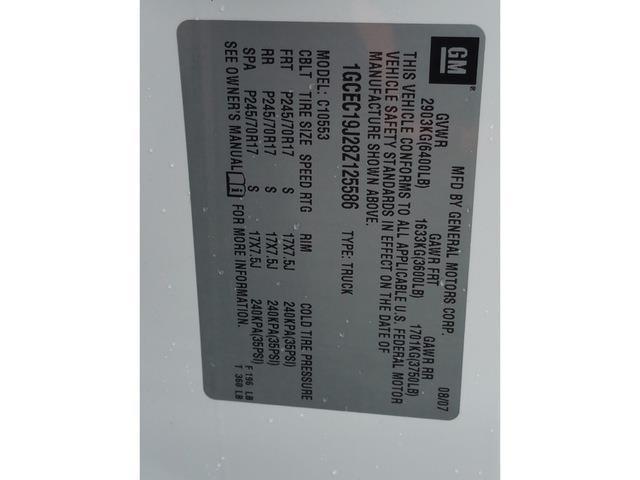 GM
MFD BY GENERAL MOTORS CORP. 08/07
GVWR GAWR FRT GAWR RR
2903KG(6400LB) 1633KG(3600LB) 1701KG(3750LB)
THIS VEHICLE CONFORMS TO ALL APPLICABLE U.S. FEDERAL MOTOR
VEHICLE SAFETY STANDARDS IN EFFECT ON THE DATE OF
MANUFACTURE SHOWN ABOVE.
1GCEC19J28Z125586 TYPE: TRUCK
MODEL: C10553
CBLT TIRE SIZE SPEED RTG RIM COLD TIRE PRESSURE
FRT P245/70R17 S 17X7.5J 240KPA(35PSI)
RR P245/70R17 S 17X7.5J 240KPA(35PSI)
SPA P245/70R17 S 17X7.5J 240KPA(35PSI)
SEE OWNER'S MANUAL i FOR MORE INFORMATION.
F 196 LB
T 360 LB